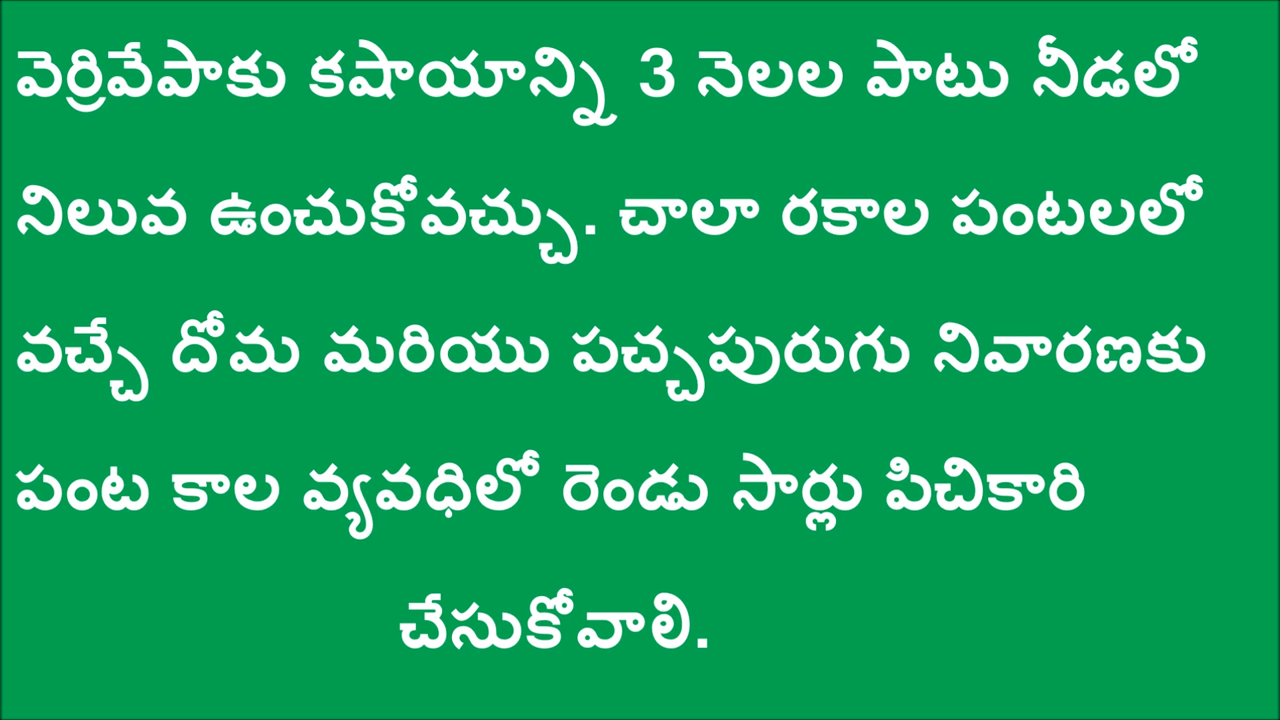 వెర్రివేపాకు కషాయాన్ని 3 నెలల పాటు నీడలో
నిలువ ఉంచుకోవచ్చు. చాలా రకాల పంటలలో
వచ్చే దోమ మరియు పచ్చపురుగు నివారణకు
పంట కాల వ్యవధిలో రెండు సార్లు పిచికారి
చేసుకోవాలి.